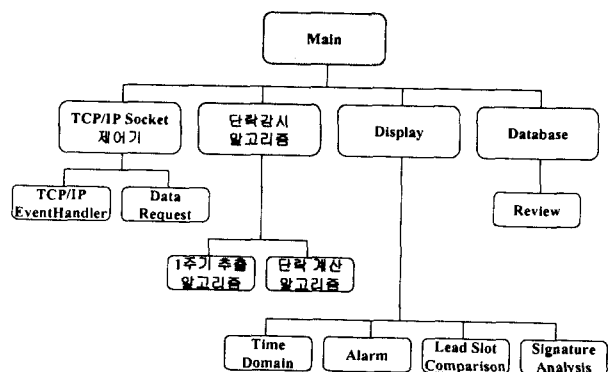 Main
TCP/IP Socket
제어기
단락감시
알고리즘
Display
Database
TCP/IP
EventHandler
Data
Request
Review
1주기 추출
알고리즘
단락 계산
알고리즘
Time
Domain
Alarm
Lead Slot
Comparison
Signature
Analysis